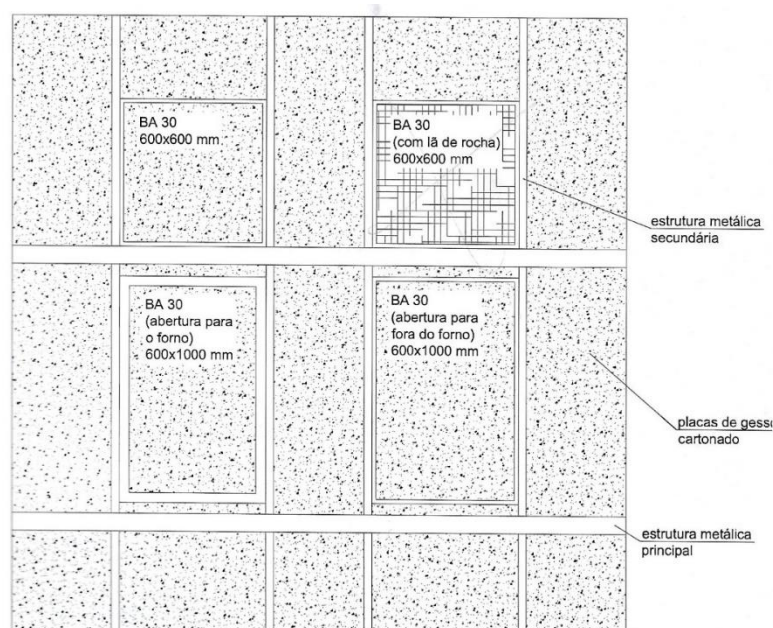 BA 30
600x600 mm
BA 30
(com lã de rocha)
600x600 mm
estrutura metálica
secundária
BA 30
(abertura para
o forno)
600x1000 mm
BA 30
(abertura para
fora do forno)
600x1000 mm
placas de gesso
cartonado
estrutura metálica
principal